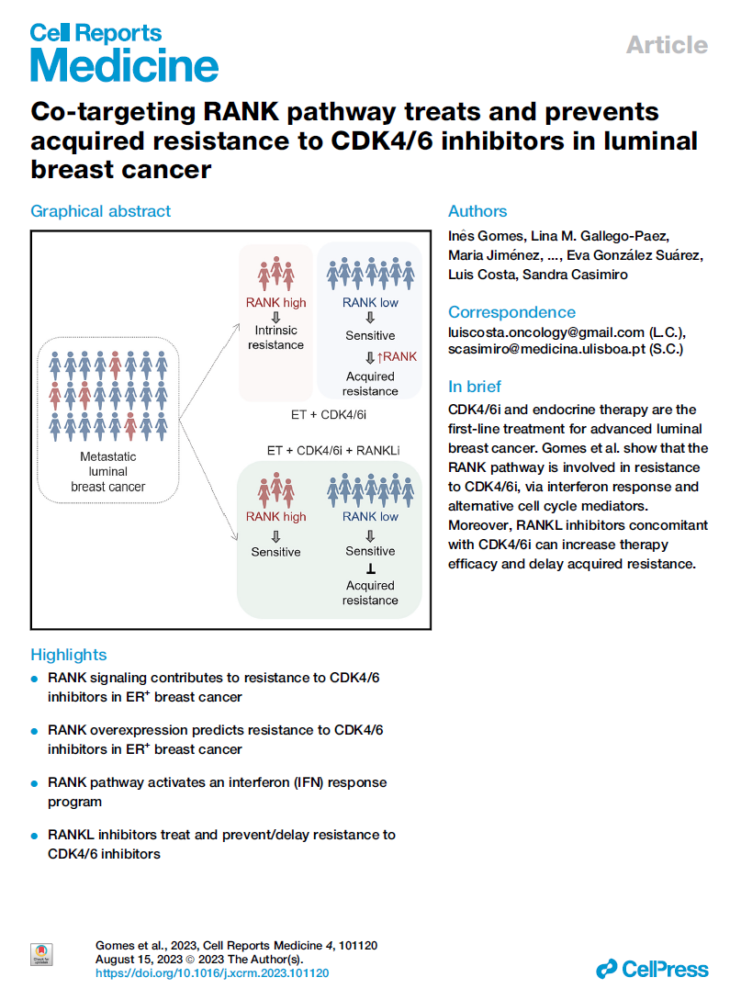 Cell Reports
Medicine
Article
Co-targeting RANK pathway treats and prevents
acquired resistance to CDK4/6 inhibitors in luminal
breast cancer
Graphical abstract
RANK high
Intrinsic
resistance
RANK low
Sensitive
↑RANK
Acquired
resistance
ET + CDK4/6i
Metastatic
luminal
breast cancer
ET + CDK4/6i + RANKLi
RANK high
Sensitive
RANK low
Sensitive
Acquired
resistance
Authors
Inês Gomes, Lina M. Gallego-Paez,
Maria Jiménez, ..., Eva González Suárez,
Luis Costa, Sandra Casimiro
Correspondence
luiscosta.oncology@gmail.com (L.C.),
scasimiro@medicina.ulisboa.pt (S.C.)
In brief
CDK4/6i and endocrine therapy are the
first-line treatment for advanced luminal
breast cancer. Gomes et al. show that the
RANK pathway is involved in resistance
to CDK4/6i, via interferon response and
alternative cell cycle mediators.
Moreover, RANKL inhibitors concomitant
with CDK4/6i can increase therapy
efficacy and delay acquired resistance.
Highlights
● RANK signaling contributes to resistance to CDK4/6
inhibitors in ER⁺ breast cancer
● RANK overexpression predicts resistance to CDK4/6
inhibitors in ER⁺ breast cancer
● RANK pathway activates an interferon (IFN) response
program
● RANKL inhibitors treat and prevent/delay resistance to
CDK4/6 inhibitors
Check for
updates
Gomes et al., 2023, Cell Reports Medicine 4, 101120
August 15, 2023 © 2023 The Author(s).
https://doi.org/10.1016/j.xcrm.2023.101120
CellPress